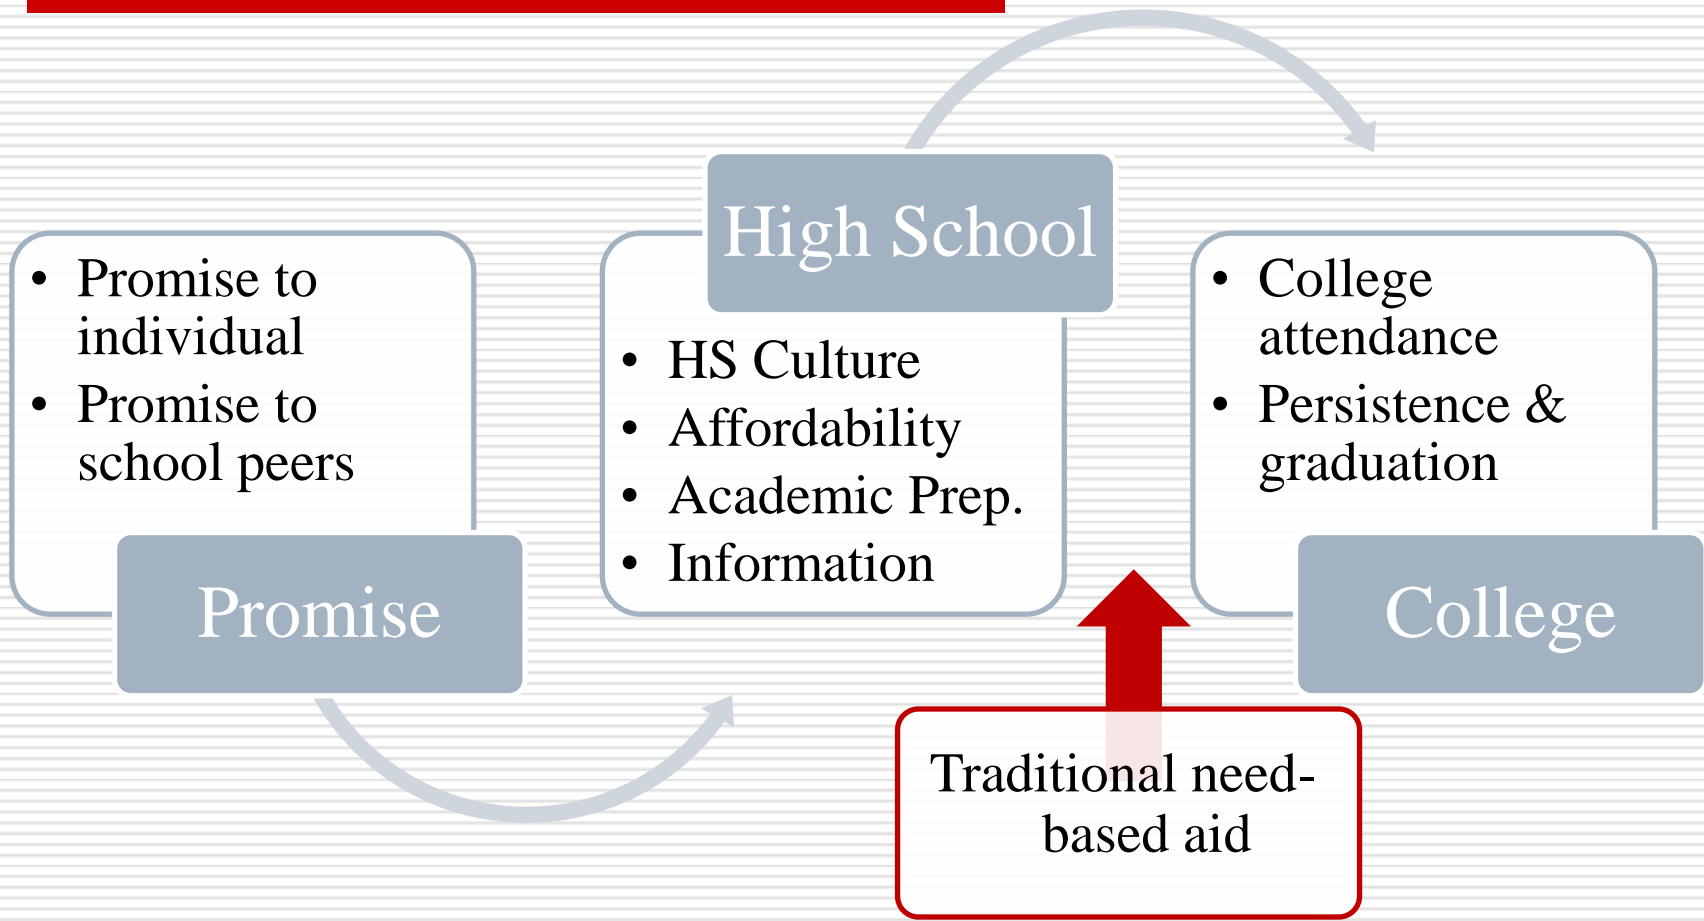 • Promise to
individual
• Promise to
school peers
Promise
High School
• HS Culture
• Affordability
• Academic Prep.
• Information
• College
attendance
• Persistence &
graduation
College
Traditional need-
based aid